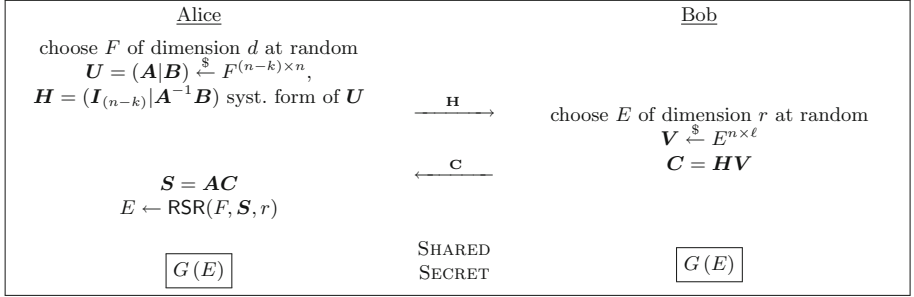 Alice
Bob
choose F of dimension d at random
U = (A|B) $← F^{(n−k)×n},
H = (I_{(n−k)}|A^{−1}B) syst. form of U
H
choose E of dimension r at random
V $← E^{n×ℓ}
C
C = HV
S = AC
E ← RSR(F, S, r)
G (E)
SHARED
SECRET
G (E)